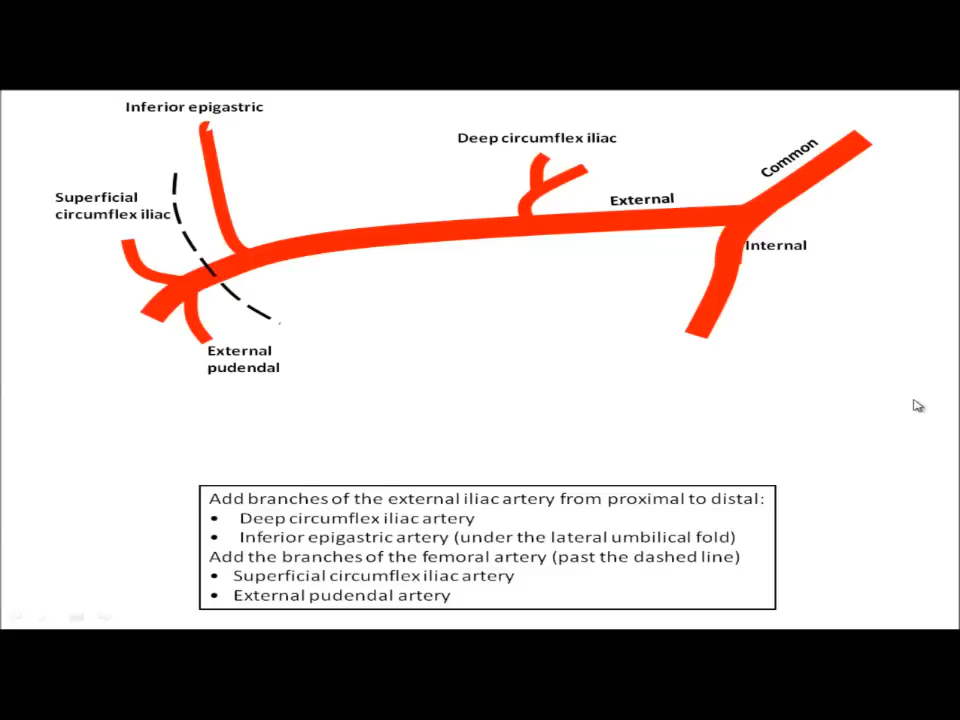 Inferior epigastric
Deep circumflex iliac
Common
Superficial
circumflex iliac
External
Internal
External
pudendal
Add branches of the external iliac artery from proximal to distal:
• Deep circumflex iliac artery
• Inferior epigastric artery (under the lateral umbilical fold)
Add the branches of the femoral artery (past the dashed line)
• Superficial circumflex iliac artery
• External pudendal artery